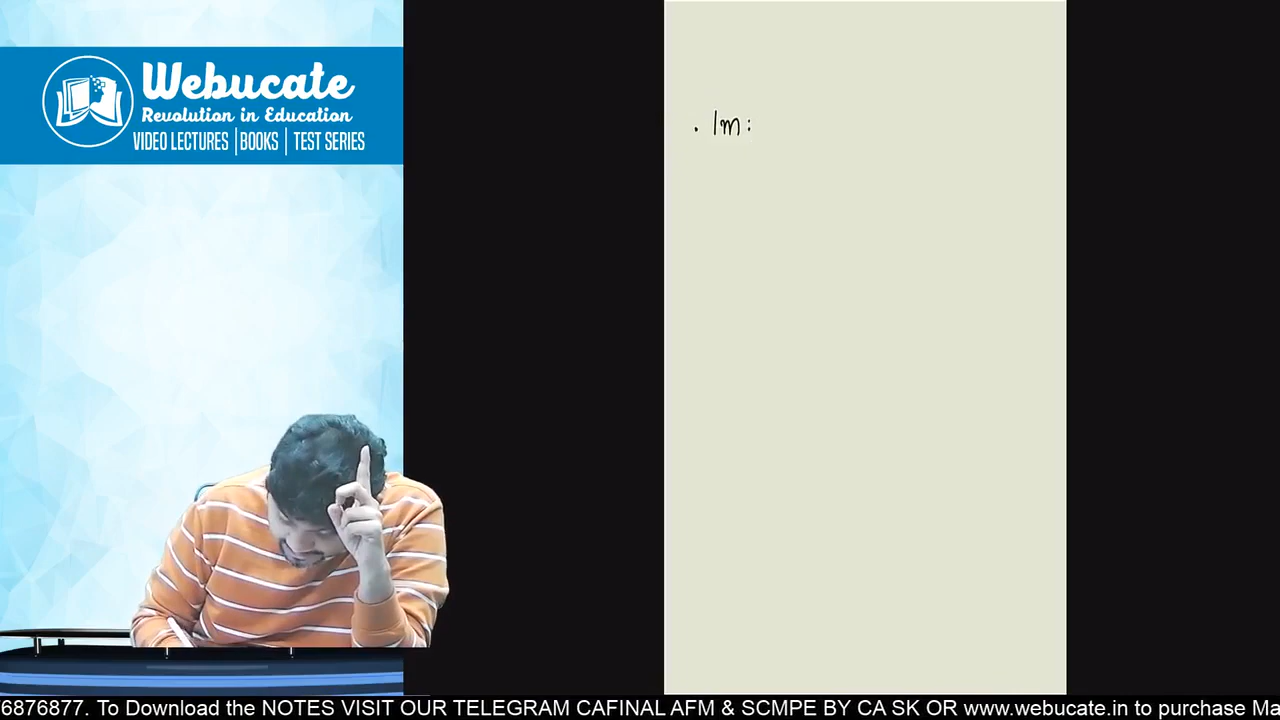 Webucate
Revolution in Education
VIDEO LECTURES | BOOKS | TEST SERIES
. 1m:
6876877. To Download the NOTES VISIT OUR TELEGRAM CAFINAL AFM & SCMPE BY CA SK OR www.webucate.in to purchase Ma